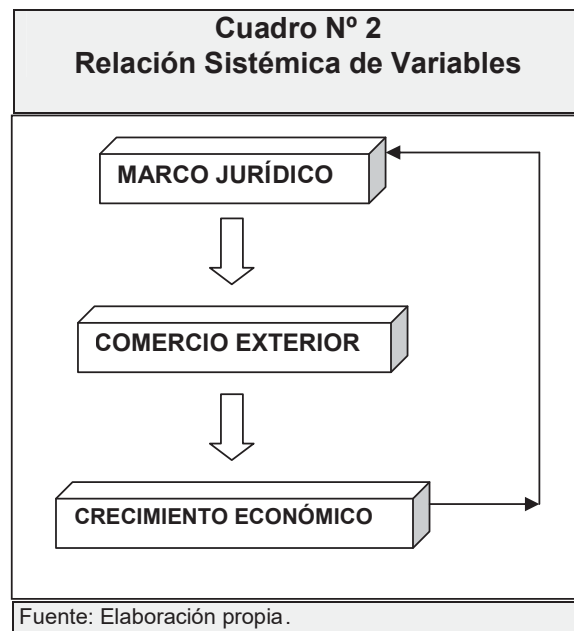 Cuadro Nº 2
Relación Sistémica de Variables
MARCO JURÍDICO
COMERCIO EXTERIOR
CRECIMIENTO ECONÓMICO
Fuente: Elaboración propia.